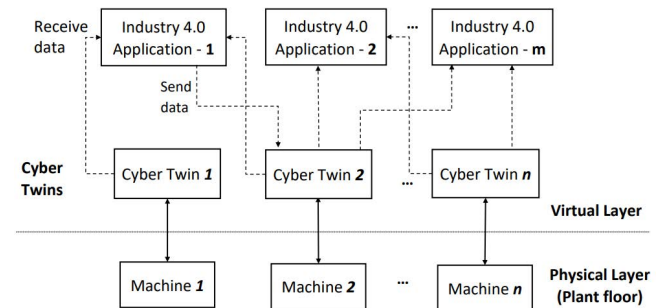 Receive
data
Industry 4.0
Application - 1
Industry 4.0
Application - 2
...
Industry 4.0
Application - m
Send
data
Cyber
Twins
Cyber Twin 1
Cyber Twin 2
...
Cyber Twin n
Virtual Layer
Machine 1
Machine 2
...
Machine n
Physical Layer
(Plant floor)